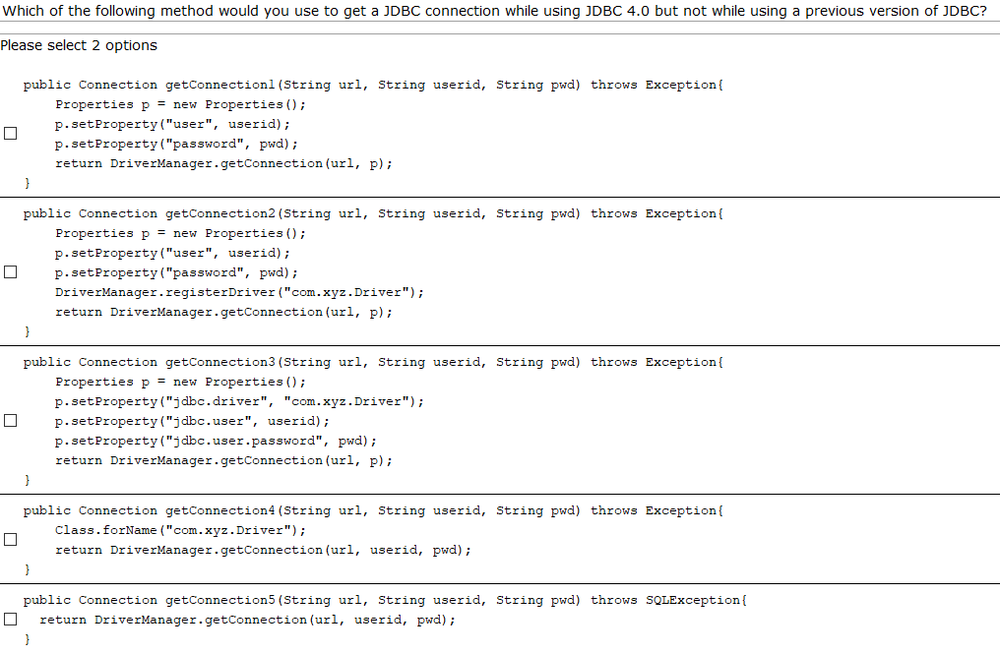 Which of the following method would you use to get a JDBC connection while using JDBC 4.0 but not while using a previous version of JDBC?
Please select 2 options
public Connection getConnection1(String url, String userid, String pwd) throws Exception{
Properties p = new Properties();
p.setProperty("user", userid);
p.setProperty("password", pwd);
return DriverManager.getConnection(url, p);
}
public Connection getConnection2(String url, String userid, String pwd) throws Exception{
Properties p = new Properties();
p.setProperty("user", userid);
p.setProperty("password", pwd);
DriverManager.registerDriver("com.xyz.Driver");
return DriverManager.getConnection(url, p);
}
public Connection getConnection3(String url, String userid, String pwd) throws Exception{
Properties p = new Properties();
p.setProperty("jdbc.driver", "com.xyz.Driver");
p.setProperty("jdbc.user", userid);
p.setProperty("jdbc.user.password", pwd);
return DriverManager.getConnection(url, p);
}
public Connection getConnection4(String url, String userid, String pwd) throws Exception{
Class.forName("com.xyz.Driver");
return DriverManager.getConnection(url, userid, pwd);
}
public Connection getConnection5(String url, String userid, String pwd) throws SQLException{
return DriverManager.getConnection(url, userid, pwd);
}